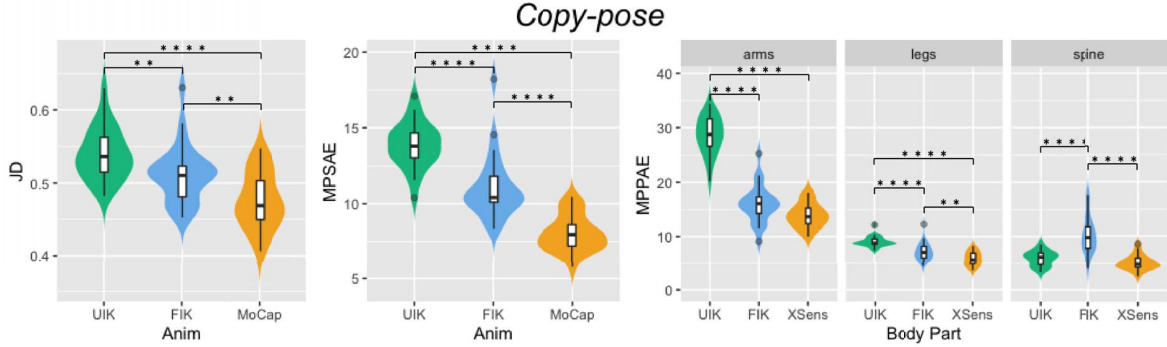 Copy-pose
JD
0.6
0.5
0.4
* * * *
* *
* *
UIK FIK MoCap
Anim
MPSAE
20
15
10
5
* * * *
* * * *
* * * *
UIK FIK MoCap
Anim
MPPAE
40
30
20
10
0
arms legs spine
* * * *
* * * *
* * * *
* * * *
* *
* * * *
* * * *
UIK FIK XSens UIK FIK XSens UIK FIK XSens
Body Part